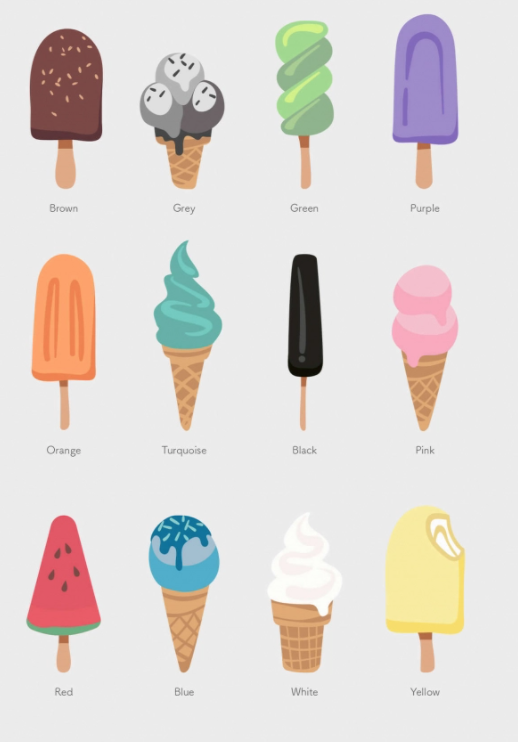 Brown
Grey
Green
Purple
Orange
Turquoise
Black
Pink
Red
Blue
White
Yellow